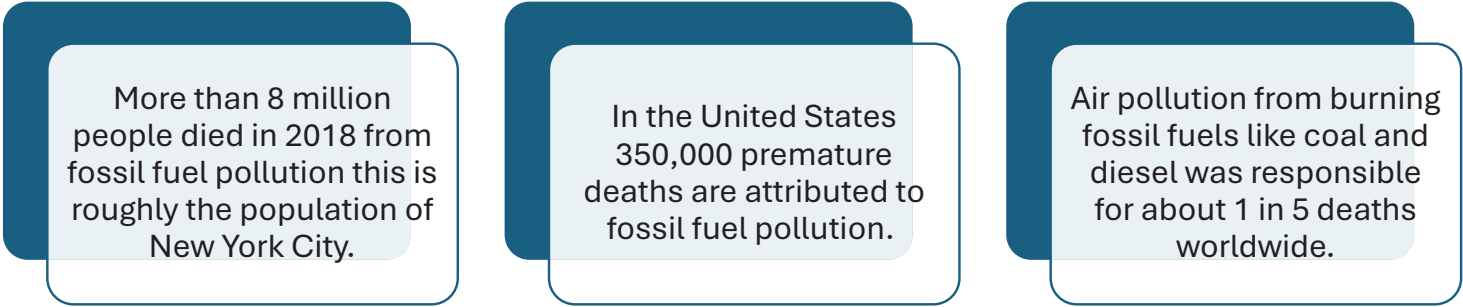 More than 8 million
people died in 2018 from
fossil fuel pollution this is
roughly the population of
New York City.
In the United States
350,000 premature
deaths are attributed to
fossil fuel pollution.
Air pollution from burning
fossil fuels like coal and
diesel was responsible
for about 1 in 5 deaths
worldwide.